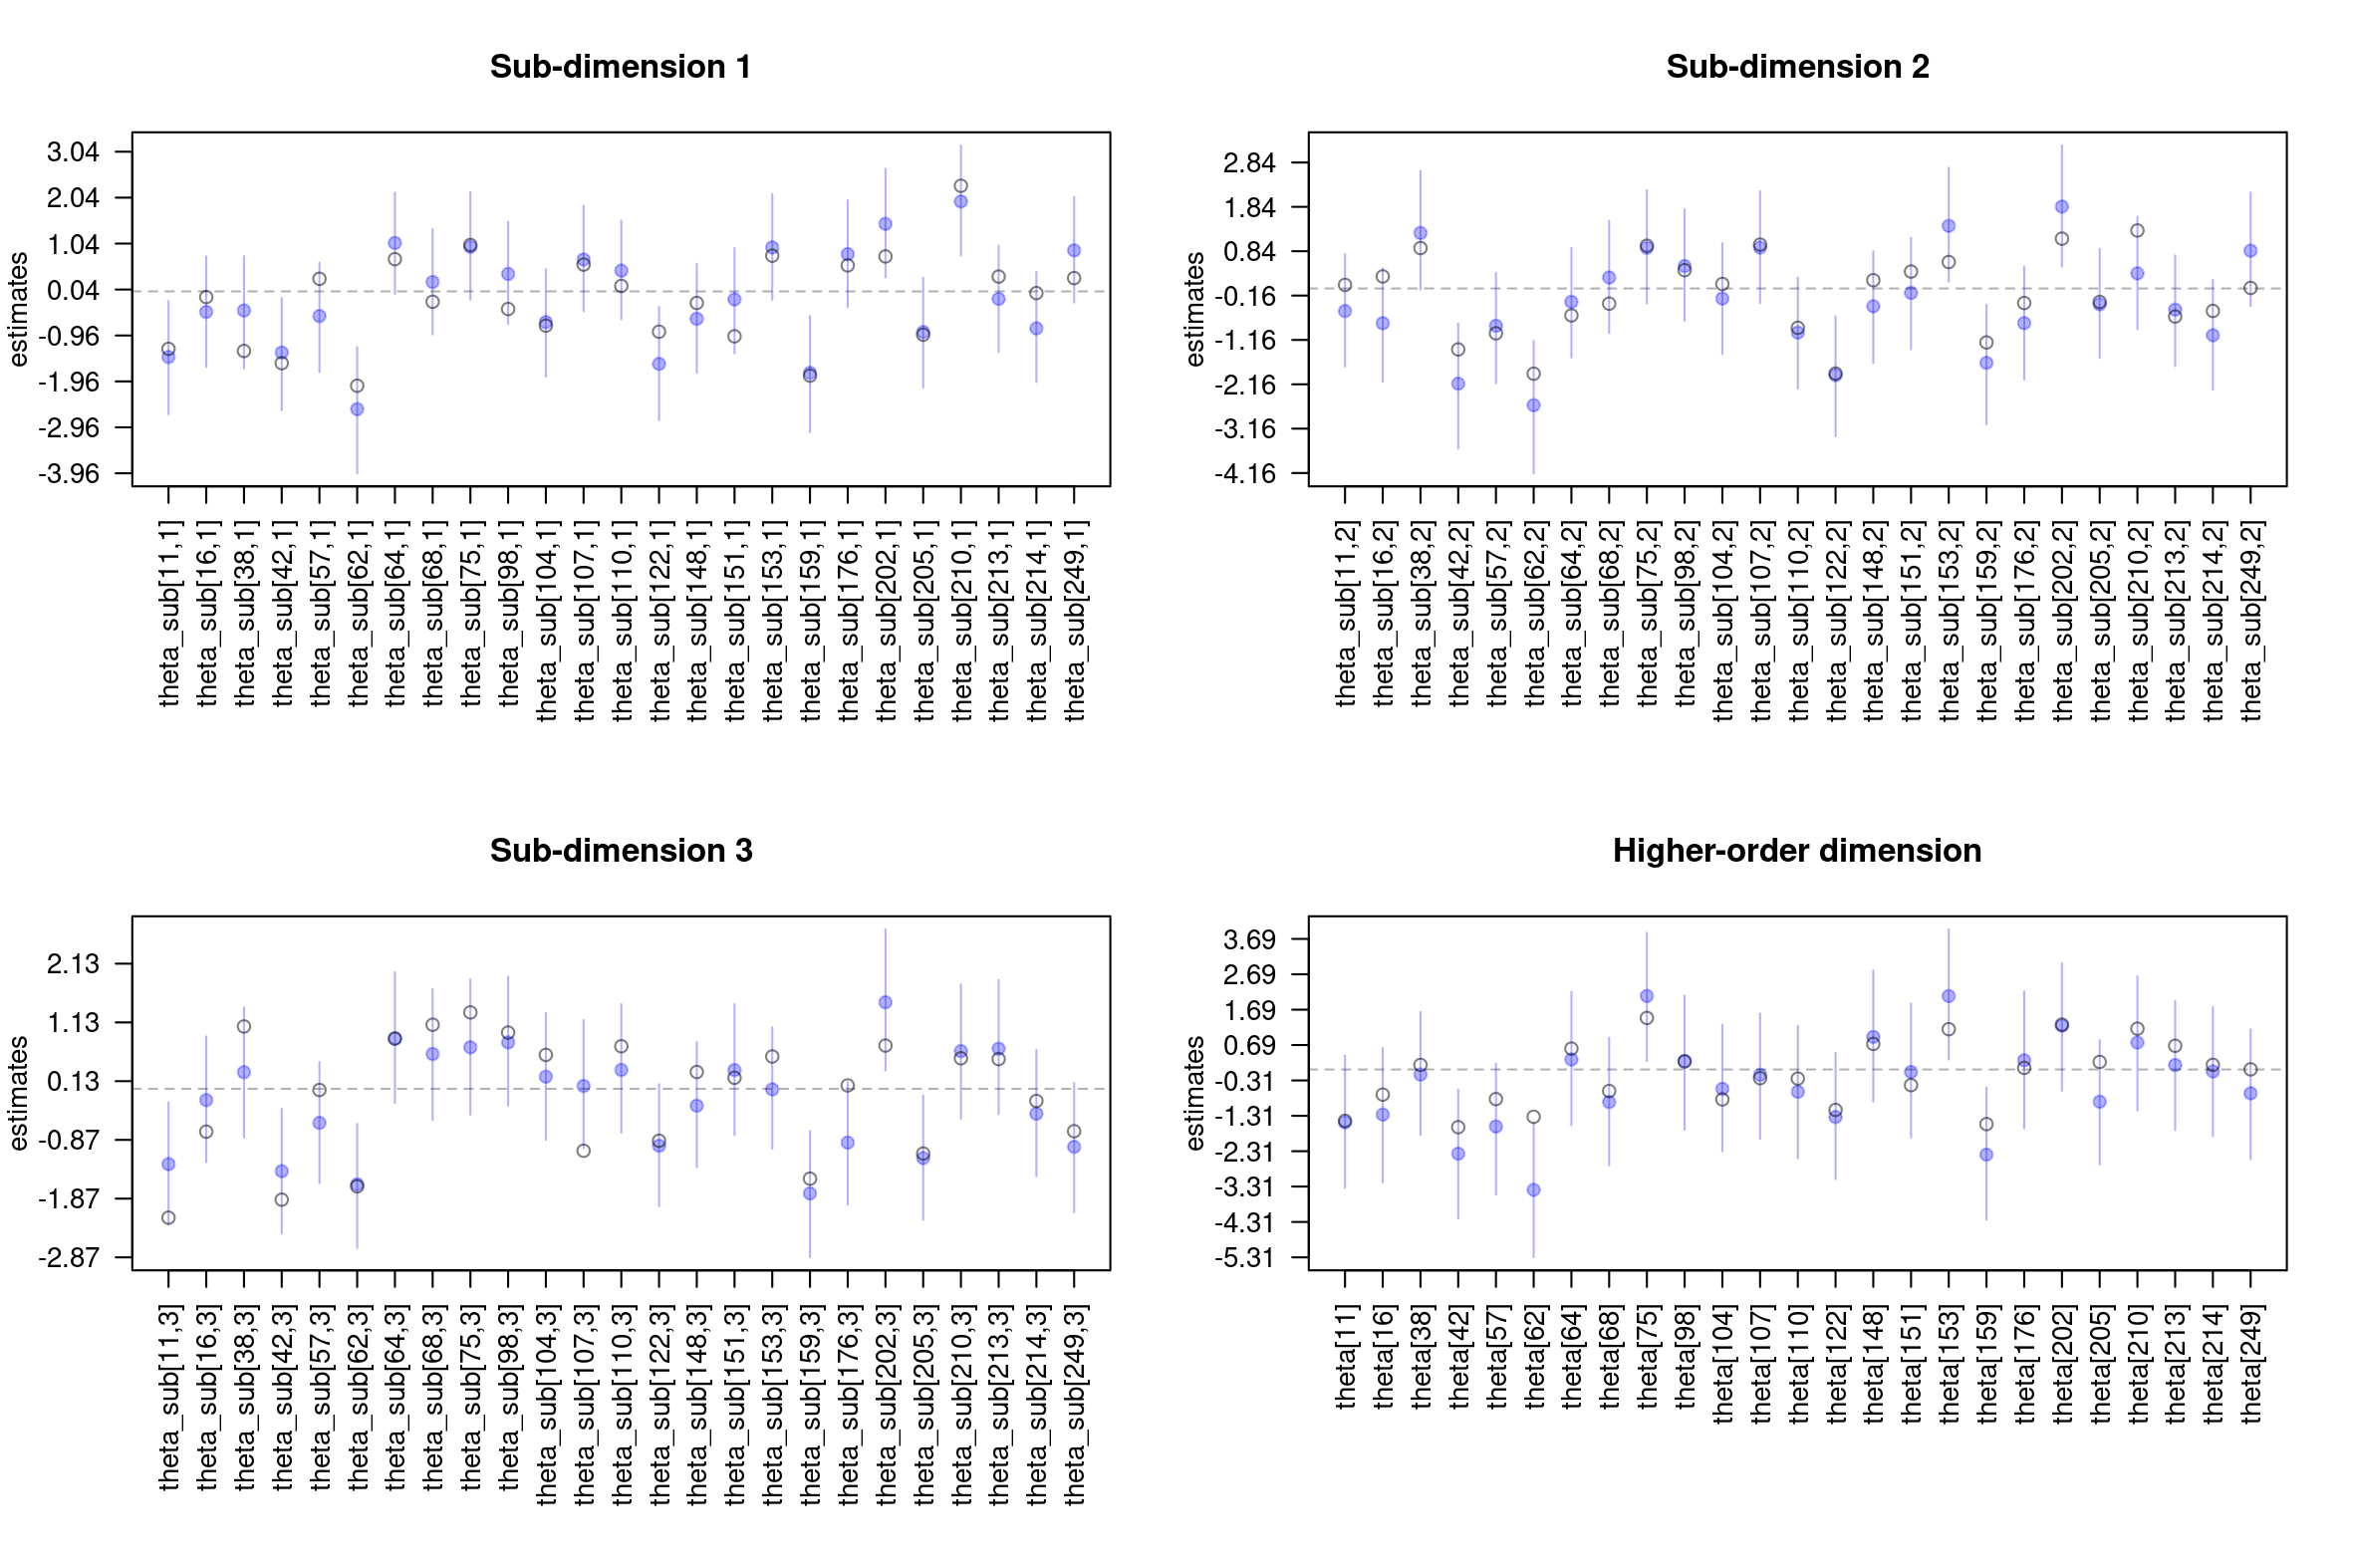 Sub-dimension 1
estimates
3.04
2.04
1.04
0.04
-0.96
-1.96
-2.96
-3.96
theta_sub[11,1]
theta_sub[16,1]
theta_sub[38,1]
theta_sub[42,1]
theta_sub[57,1]
theta_sub[62,1]
theta_sub[64,1]
theta_sub[68,1]
theta_sub[75,1]
theta_sub[98,1]
theta_sub[104,1]
theta_sub[107,1]
theta_sub[110,1]
theta_sub[122,1]
theta_sub[148,1]
theta_sub[151,1]
theta_sub[153,1]
theta_sub[159,1]
theta_sub[176,1]
theta_sub[202,1]
theta_sub[205,1]
theta_sub[210,1]
theta_sub[213,1]
theta_sub[214,1]
theta_sub[249,1]
Sub-dimension 2
estimates
2.84
1.84
0.84
-0.16
-1.16
-2.16
-3.16
-4.16
theta_sub[11,2]
theta_sub[16,2]
theta_sub[38,2]
theta_sub[42,2]
theta_sub[57,2]
theta_sub[62,2]
theta_sub[64,2]
theta_sub[68,2]
theta_sub[75,2]
theta_sub[98,2]
theta_sub[104,2]
theta_sub[107,2]
theta_sub[110,2]
theta_sub[122,2]
theta_sub[148,2]
theta_sub[151,2]
theta_sub[153,2]
theta_sub[159,2]
theta_sub[176,2]
theta_sub[202,2]
theta_sub[205,2]
theta_sub[210,2]
theta_sub[213,2]
theta_sub[214,2]
theta_sub[249,2]
Sub-dimension 3
estimates
2.13
1.13
0.13
-0.87
-1.87
-2.87
theta_sub[11,3]
theta_sub[16,3]
theta_sub[38,3]
theta_sub[42,3]
theta_sub[57,3]
theta_sub[62,3]
theta_sub[64,3]
theta_sub[68,3]
theta_sub[75,3]
theta_sub[98,3]
theta_sub[104,3]
theta_sub[107,3]
theta_sub[110,3]
theta_sub[122,3]
theta_sub[148,3]
theta_sub[151,3]
theta_sub[153,3]
theta_sub[159,3]
theta_sub[176,3]
theta_sub[202,3]
theta_sub[205,3]
theta_sub[210,3]
theta_sub[213,3]
theta_sub[214,3]
theta_sub[249,3]
Higher-order dimension
estimates
3.69
2.69
1.69
0.69
-0.31
-1.31
-2.31
-3.31
-4.31
-5.31
theta[11]
theta[16]
theta[38]
theta[42]
theta[57]
theta[62]
theta[64]
theta[68]
theta[75]
theta[98]
theta[104]
theta[107]
theta[110]
theta[122]
theta[148]
theta[151]
theta[153]
theta[159]
theta[176]
theta[202]
theta[205]
theta[210]
theta[213]
theta[214]
theta[249]